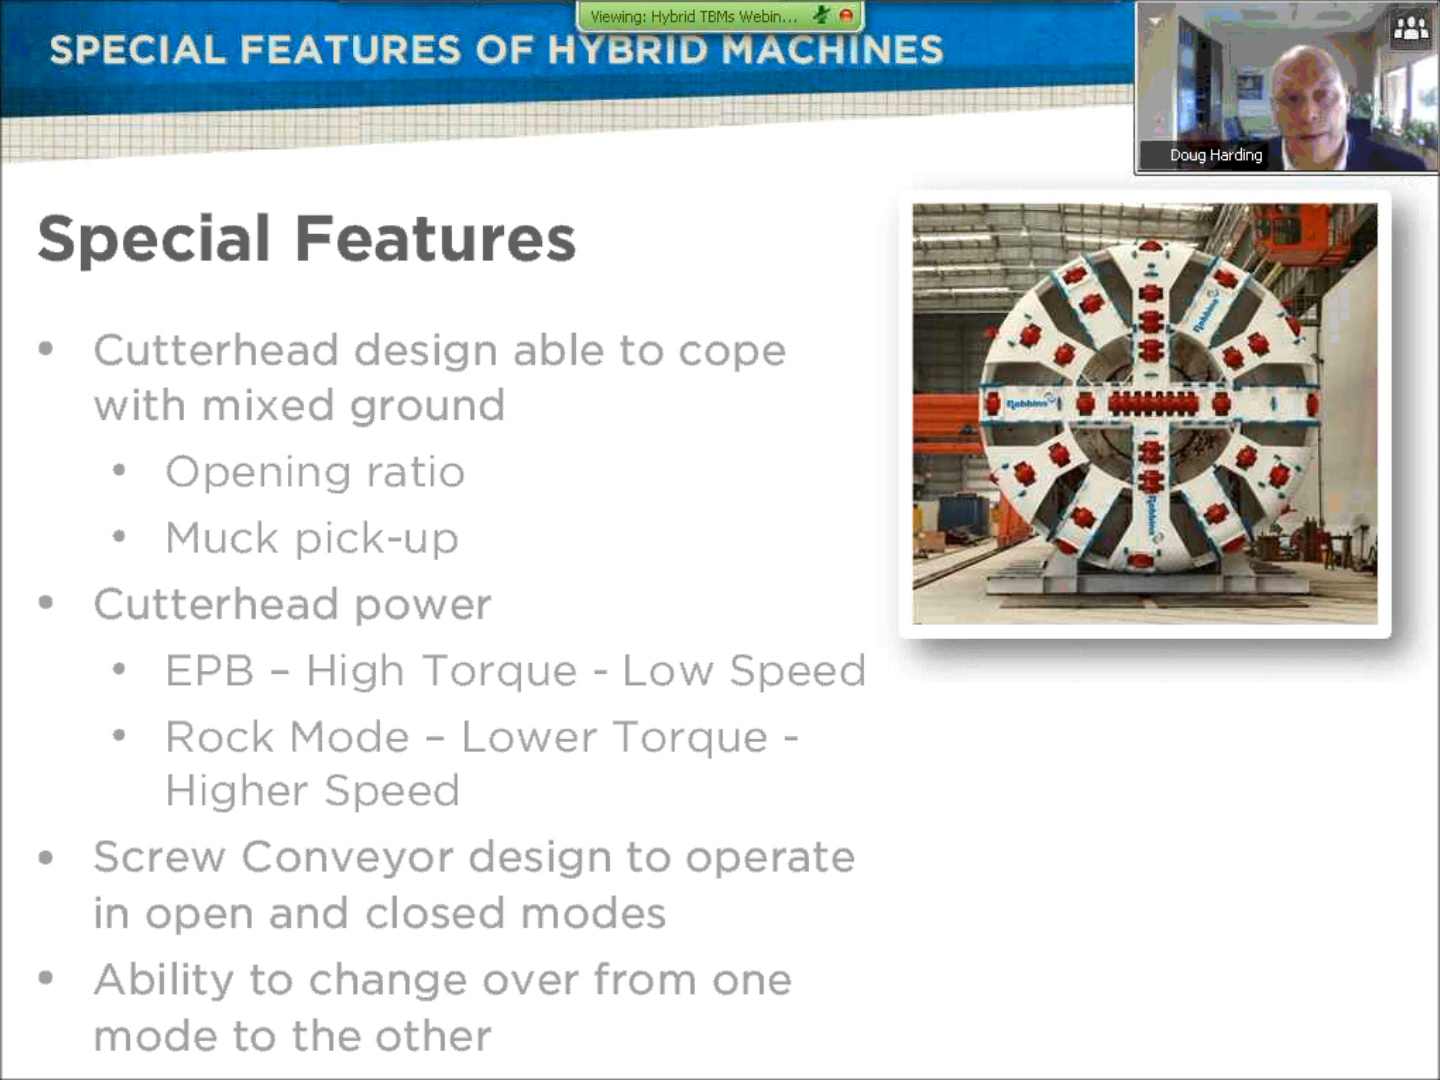 Viewing: Hybrid TBMs Webin...
SPECIAL FEATURES OF HYBRID MACHINES
Doug Harding
Special Features
• Cutterhead design able to cope
with mixed ground
• Opening ratio
• Muck pick-up
• Cutterhead power
• EPB – High Torque - Low Speed
• Rock Mode – Lower Torque -
Higher Speed
• Screw Conveyor design to operate
in open and closed modes
• Ability to change over from one
mode to the other
Robbins
Robbins
Robbins